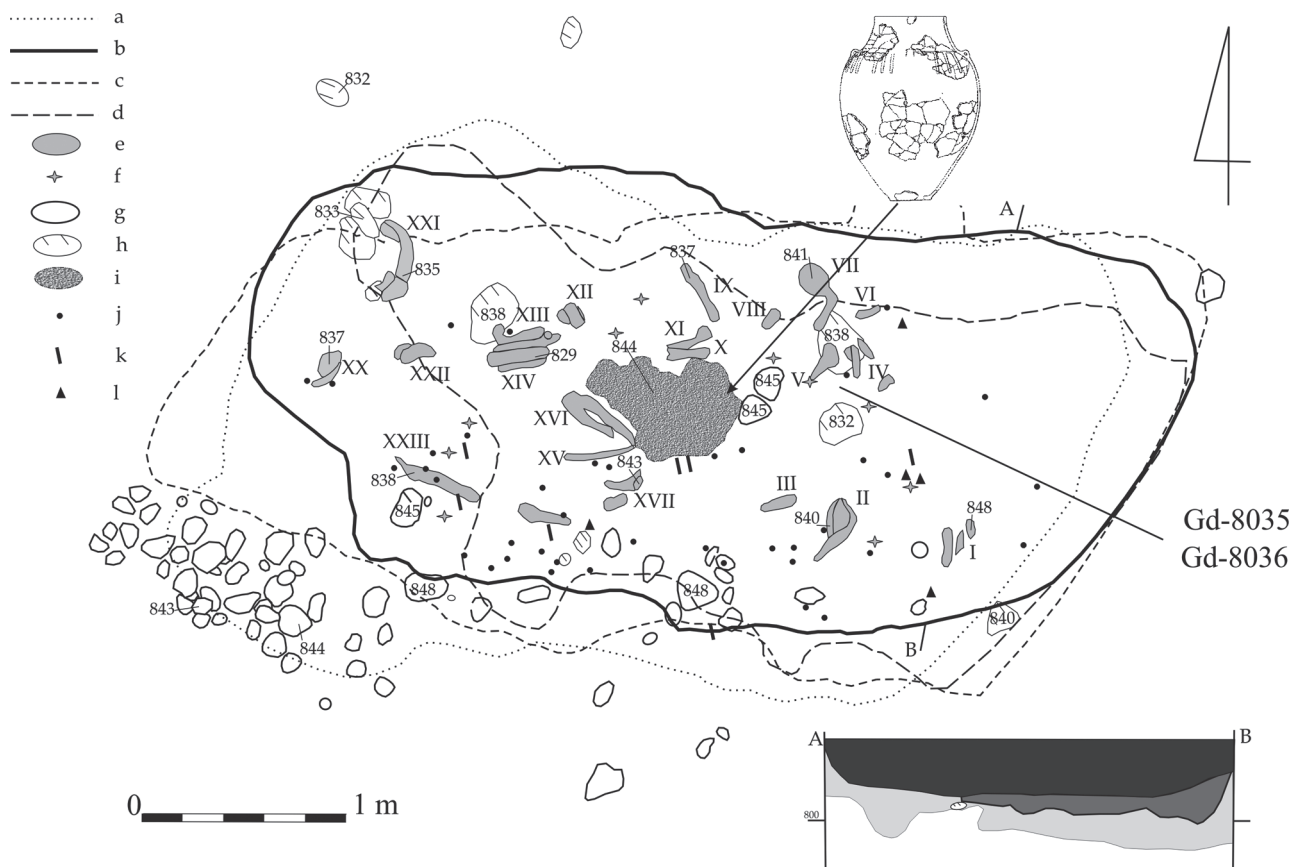 a
b
c
d
e
f
g
h
i
j
k
l
832
A
833
XXI
835
837
IX
841
VII
VIII
VI
838
XIII
XII
XI
X
829
XIV
844
837
XX
XXII
838
V
IV
845
845
832
XVI
XV
XXIII
838
845
843
XVII
III
II
840
848
I
Gd-8035
Gd-8036
848
848
840
B
843
844
0
1 m
A
B
800